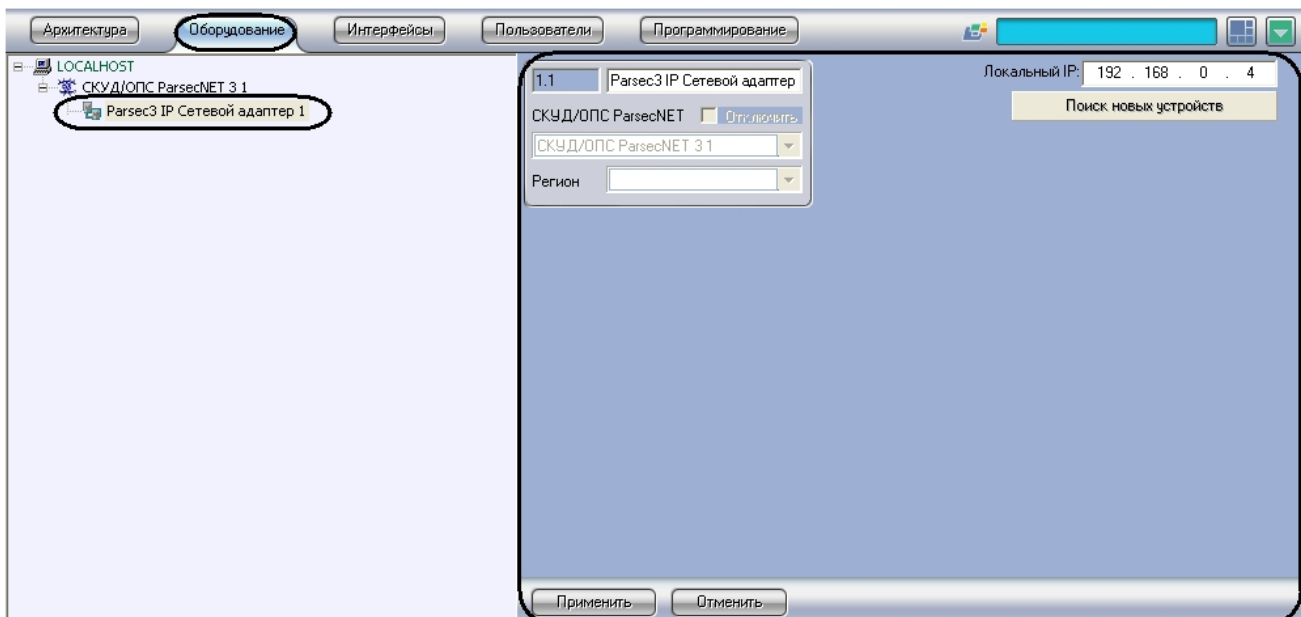 Архитектура Оборудование Интерфейсы Пользователи Программирование
LOCALHOST
СКУД/ОПС ParsecNET 3 1
Parsec3 IP Сетевой адаптер 1
1.1 Parsec3 IP Сетевой адаптер
СКУД/ОПС ParsecNET Отключить
СКУД/ОПС ParsecNET 3 1
Регион
Локальный IP: 192 . 168 . 0 . 4
Поиск новых устройств
Применить Отменить